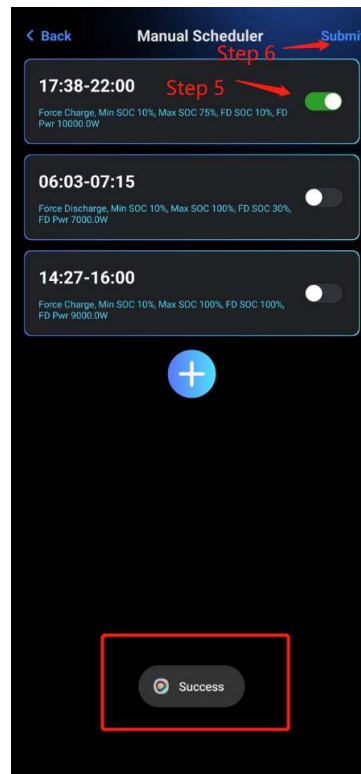 Back Manual Scheduler Submi
Step 6
17:38-22:00 Step 5
Force Charge, Min SOC 10%, Max SOC 75%, FD SOC 10%, FD
Pwr 10000.0W
06:03-07:15
Force Discharge, Min SOC 10%, Max SOC 100%, FD SOC 30%,
FD Pwr 7000.0W
14:27-16:00
Force Charge, Min SOC 10%, Max SOC 100%, FD SOC 100%,
FD Pwr 9000.0W
Success